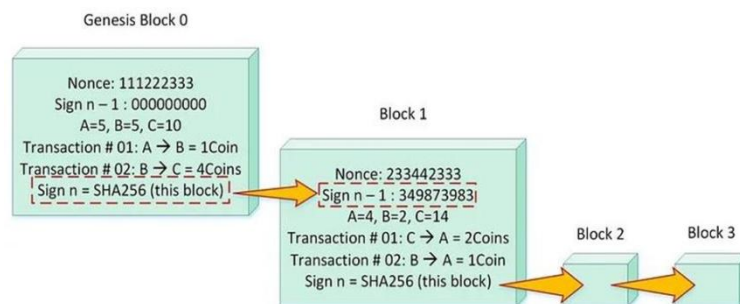 Genesis Block 0
Nonce: 111222333
Sign n – 1 : 000000000
A=5, B=5, C=10
Transaction # 01: A → B = 1Coin
Transaction # 02: B → C = 4Coins
Sign n = SHA256 (this block)
Block 1
Nonce: 233442333
Sign n – 1 : 349873983
A=4, B=2, C=14
Transaction # 01: C → A = 2Coins
Transaction # 02: B → A = 1Coin
Sign n = SHA256 (this block)
Block 2
Block 3